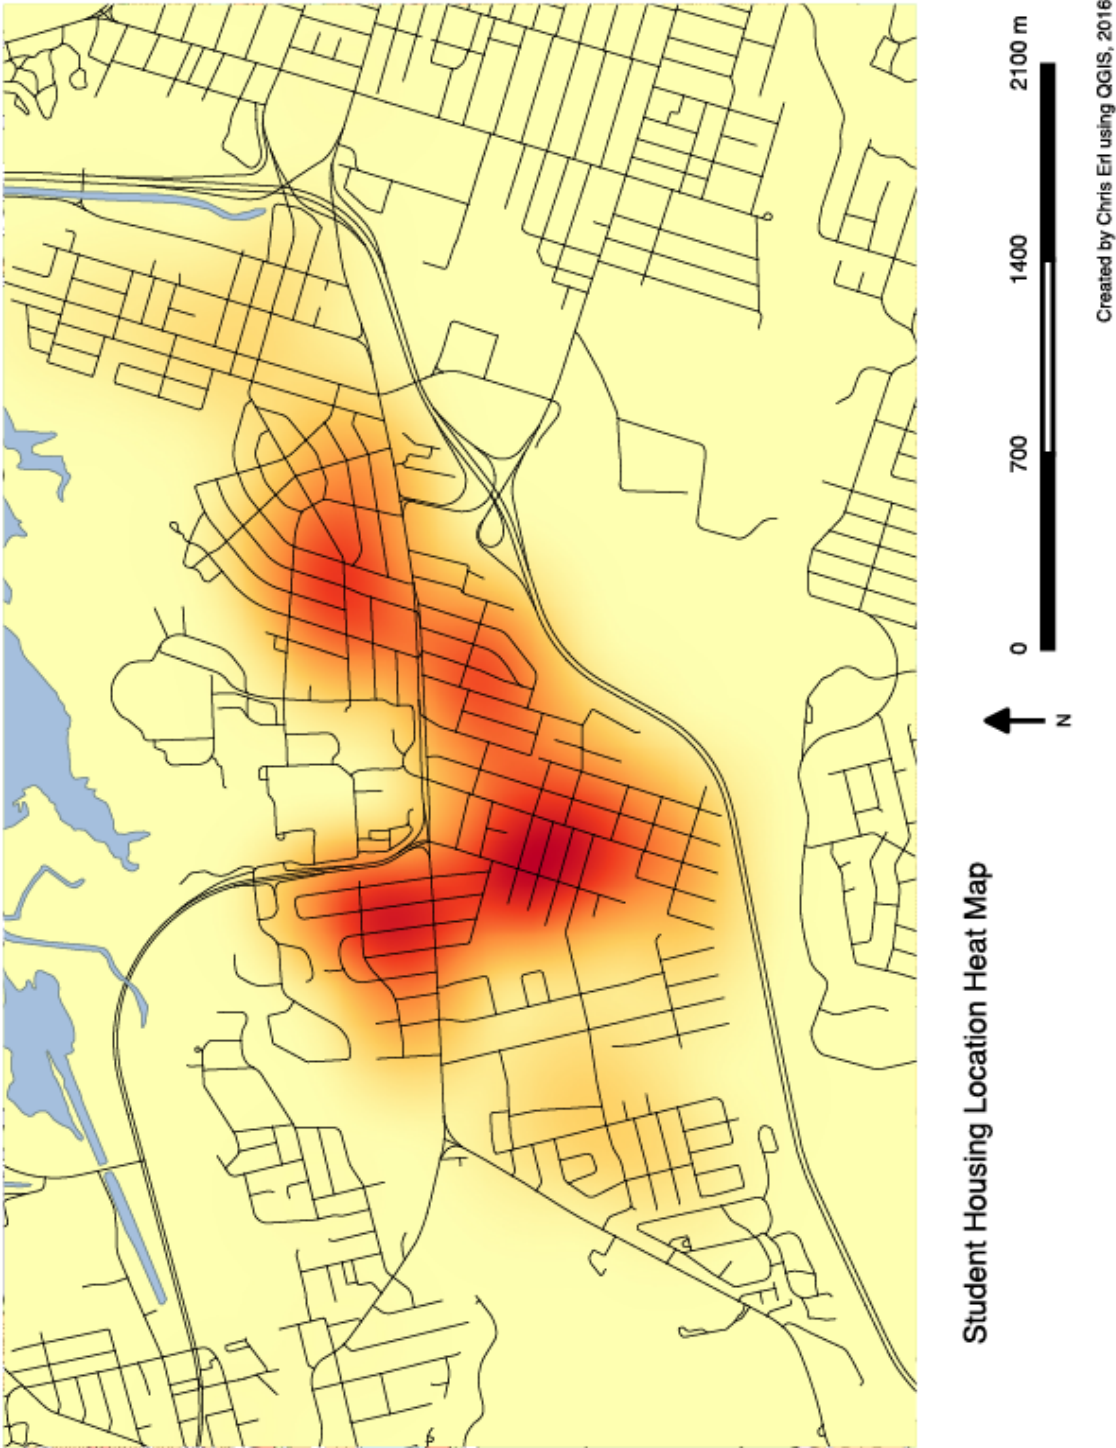 Student Housing Location Heat Map
N
0 700 1400 2100 m
Created by Chris Erl using QGIS, 2016